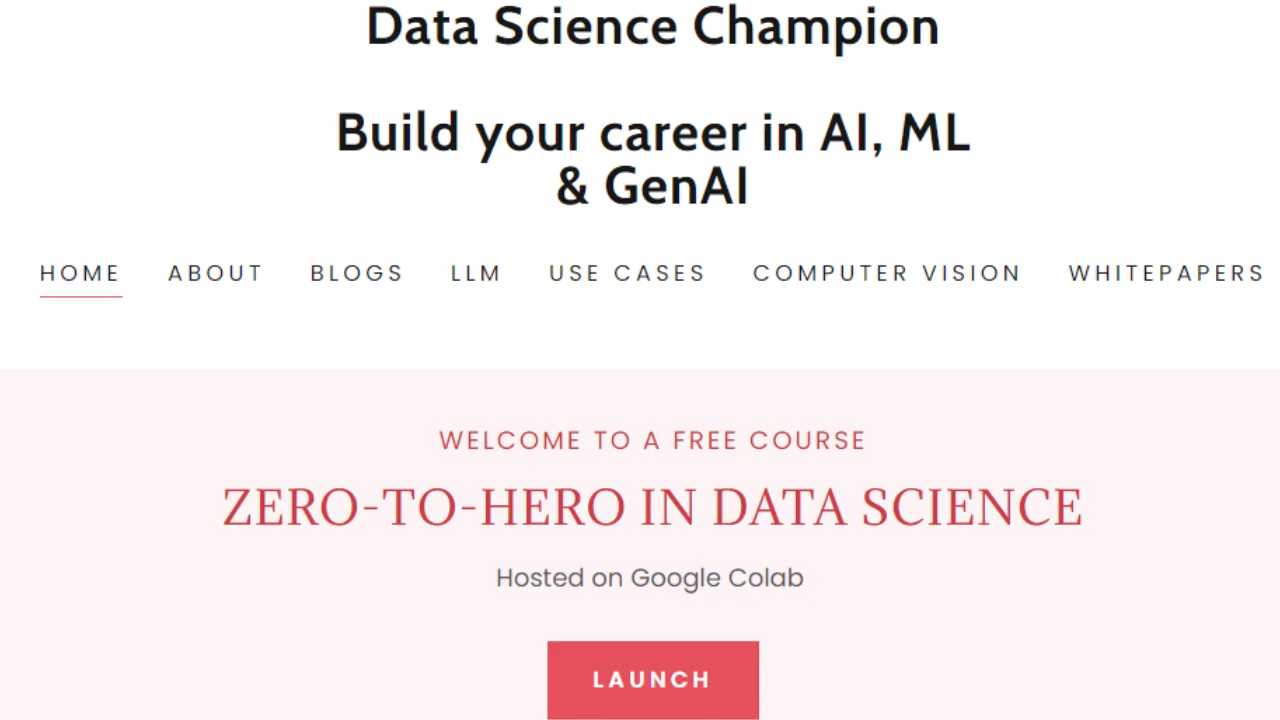 Data Science Champion
Build your career in AI, ML
& GenAI
HOME ABOUT BLOGS LLM USE CASES COMPUTER VISION WHITEPAPERS
WELCOME TO A FREE COURSE
ZERO-TO-HERO IN DATA SCIENCE
Hosted on Google Colab
LAUNCH